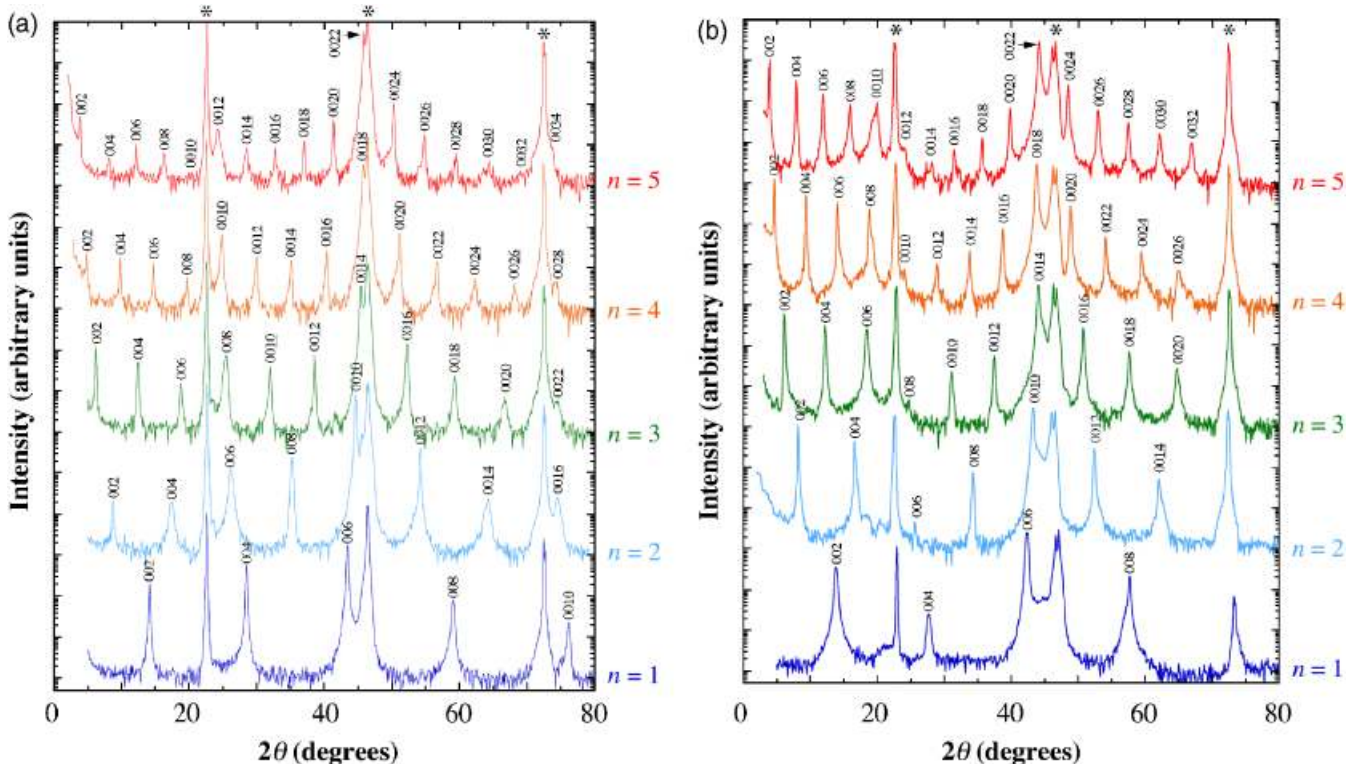 (a)
Intensity (arbitrary units)
* * *
002 004 006 008 0010 0012 0014 0016 0018 0020 0022 0024 0026 0028 0030 0032 0034
n = 5
002 004 006 008 0010 0012 0014 0016 0018 0020 0022 0024 0026 0028
n = 4
002 004 006 008 0010 0012 0014 0016 0018 0020 0022
n = 3
002 004 006 008 0010 0012 0014 0016
n = 2
002 004 006 008 0010
n = 1
0 20 40 60 80
2θ (degrees)
(b)
Intensity (arbitrary units)
* * *
002 004 006 008 0010 0012 0014 0016 0018 0020 0022 0024 0026 0028 0030 0032
n = 5
002 004 006 008 0010 0012 0014 0016 0018 0020 0022 0024 0026
n = 4
002 004 006 008 0010 0012 0014 0016 0018 0020
n = 3
002 004 006 008 0010 0012 0014
n = 2
002 004 006 008
n = 1
0 20 40 60 80
2θ (degrees)